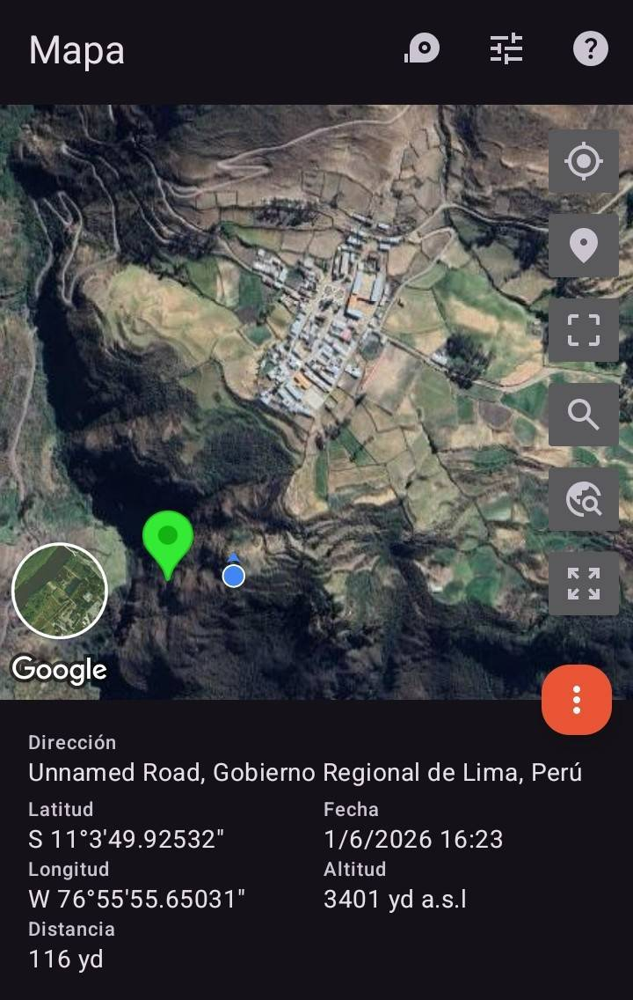 Mapa
Google
Dirección
Unnamed Road, Gobierno Regional de Lima, Perú
Latitud
S 11°3'49.92532"
Fecha
1/6/2026 16:23
Longitud
W 76°55'55.65031"
Altitud
3401 yd a.s.l
Distancia
116 yd